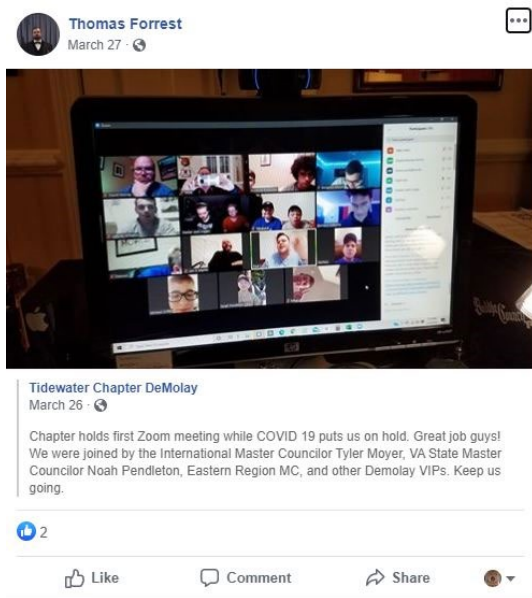 Thomas Forrest
March 27 ·
hp
Tidewater Chapter DeMolay
March 26 ·
Chapter holds first Zoom meeting while COVID 19 puts us on hold. Great job guys!
We were joined by the International Master Councilor Tyler Moyer, VA State Master
Councilor Noah Pendleton, Eastern Region MC, and other Demolay VIPs. Keep us
going.
2
Like
Comment
Share